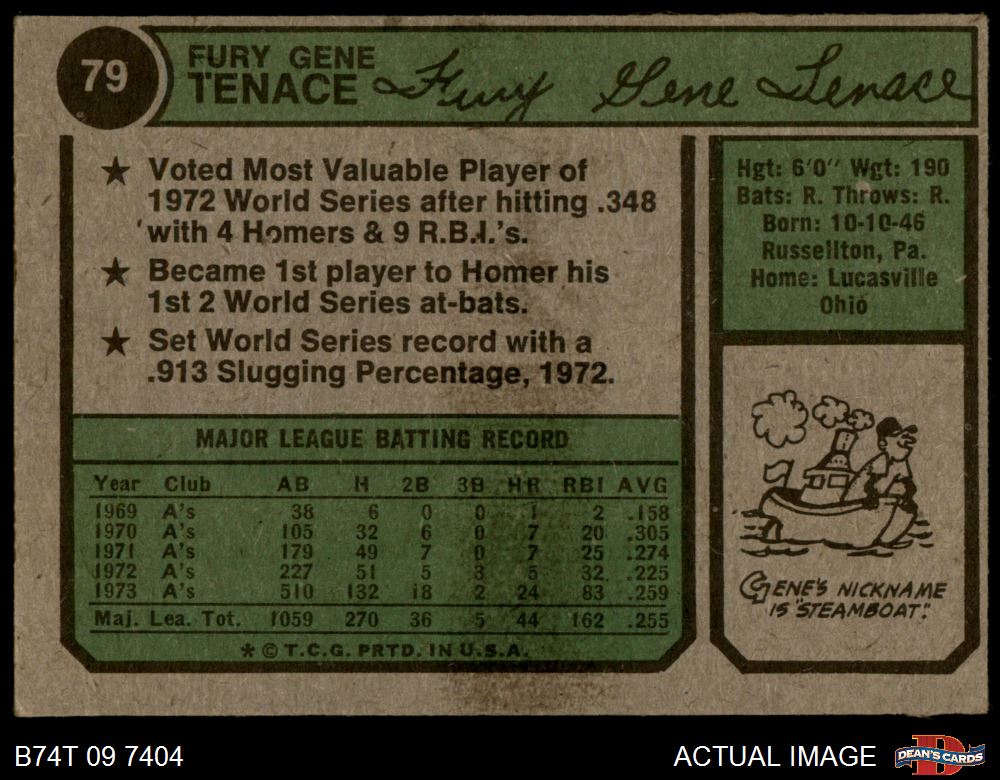 79
FURY GENE
TENACE
Fury Gene Tenace
★ Voted Most Valuable Player of
1972 World Series after hitting .348
with 4 Homers & 9 R.B.I.'s.
★ Became 1st player to Homer his
1st 2 World Series at-bats.
★ Set World Series record with a
.913 Slugging Percentage, 1972.
Hgt: 6'0" Wgt: 190
Bats: R. Throws: R.
Born: 10-10-46
Russellton, Pa.
Home: Lucasville
Ohio
MAJOR LEAGUE BATTING RECORD
Year Club AB H 2B 3B HR RBI AVG
1969 A's 38 6 0 0 1 2 .158
1970 A's 105 32 6 0 7 20 .305
1971 A's 179 49 7 0 7 25 .274
1972 A's 227 51 5 3 5 32 .225
1973 A's 510 132 18 2 24 83 .259
Maj. Lea. Tot. 1059 270 36 5 44 162 .255
* © T.C.G. PRTD. IN U.S.A.
GENE'S NICKNAME
IS "STEAMBOAT."
B74T 09 7404
ACTUAL IMAGE
DEAN'S CARDS